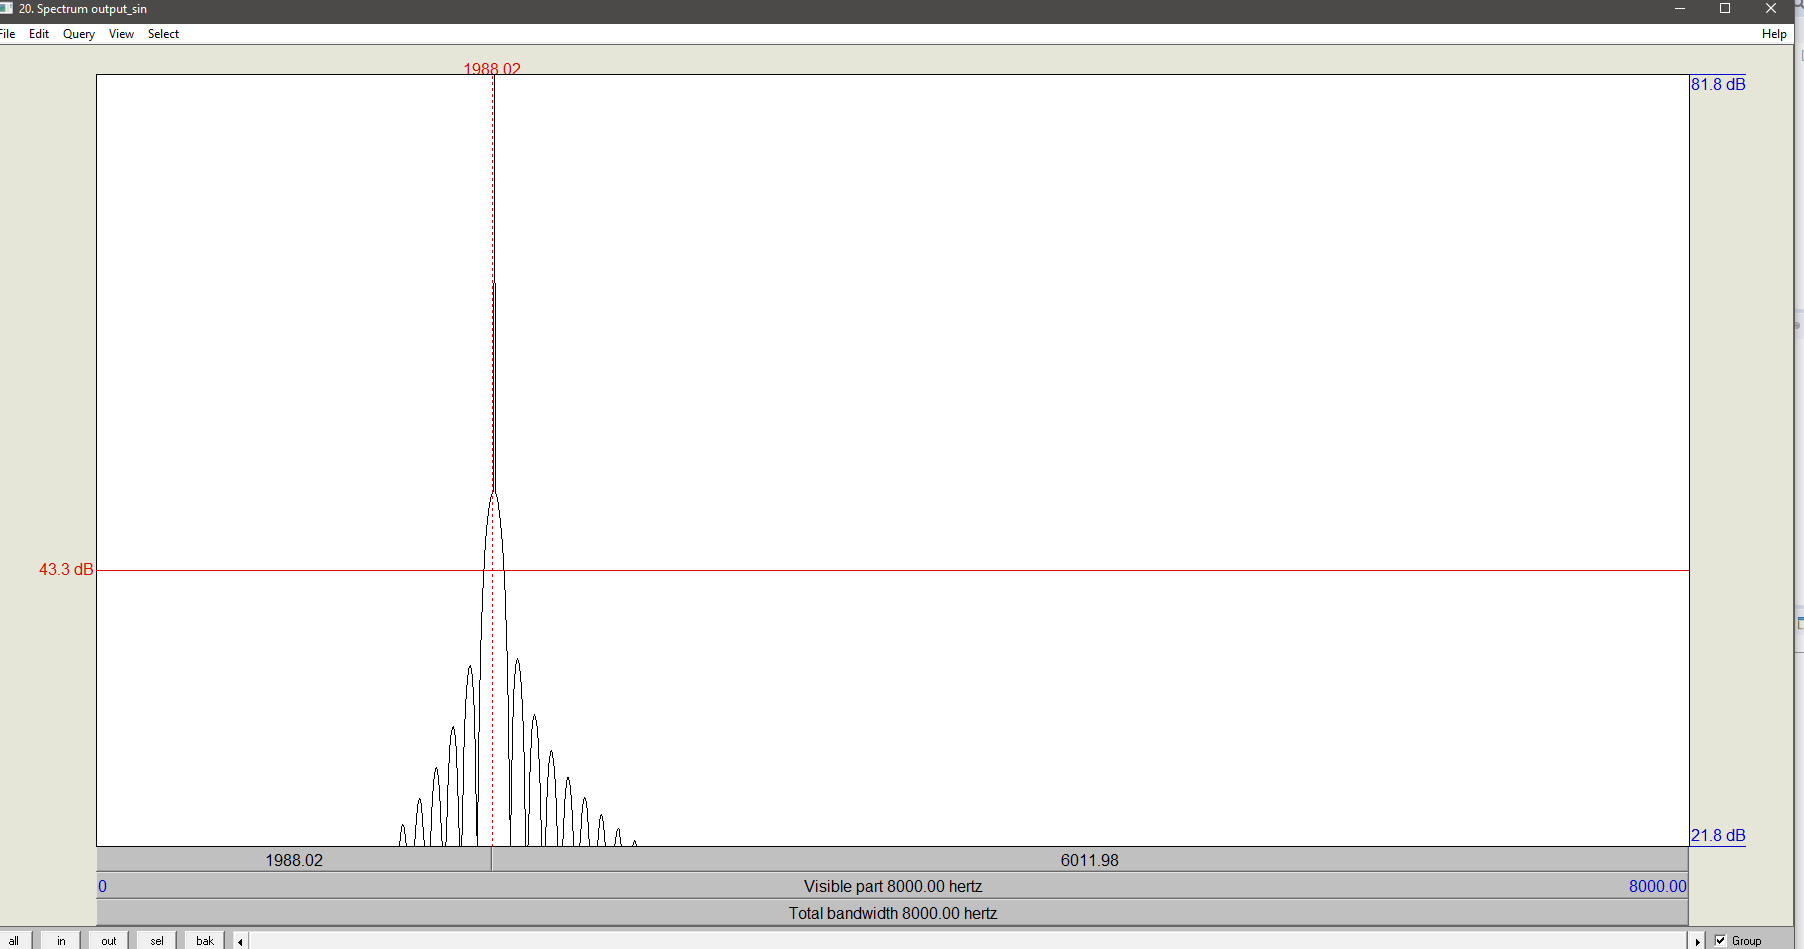 20. Spectrum output_sin
File Edit Query View Select Help
1988.02
81.8 dB
43.3 dB
21.8 dB
1988.02 6011.98
0 Visible part 8000.00 hertz 8000.00
Total bandwidth 8000.00 hertz
all in out sel bak Group